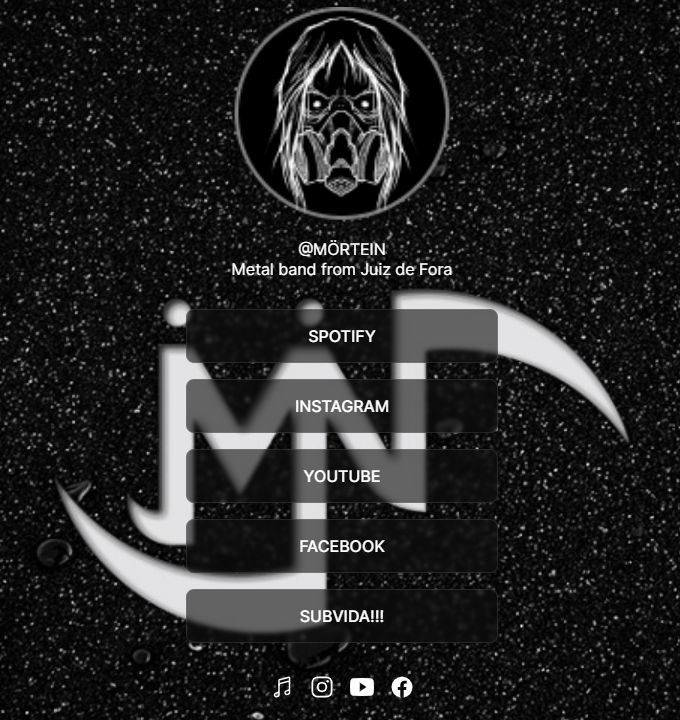 @MÖRTEIN
Metal band from Juiz de Fora
SPOTIFY
INSTAGRAM
YOUTUBE
FACEBOOK
SUBVIDA!!!